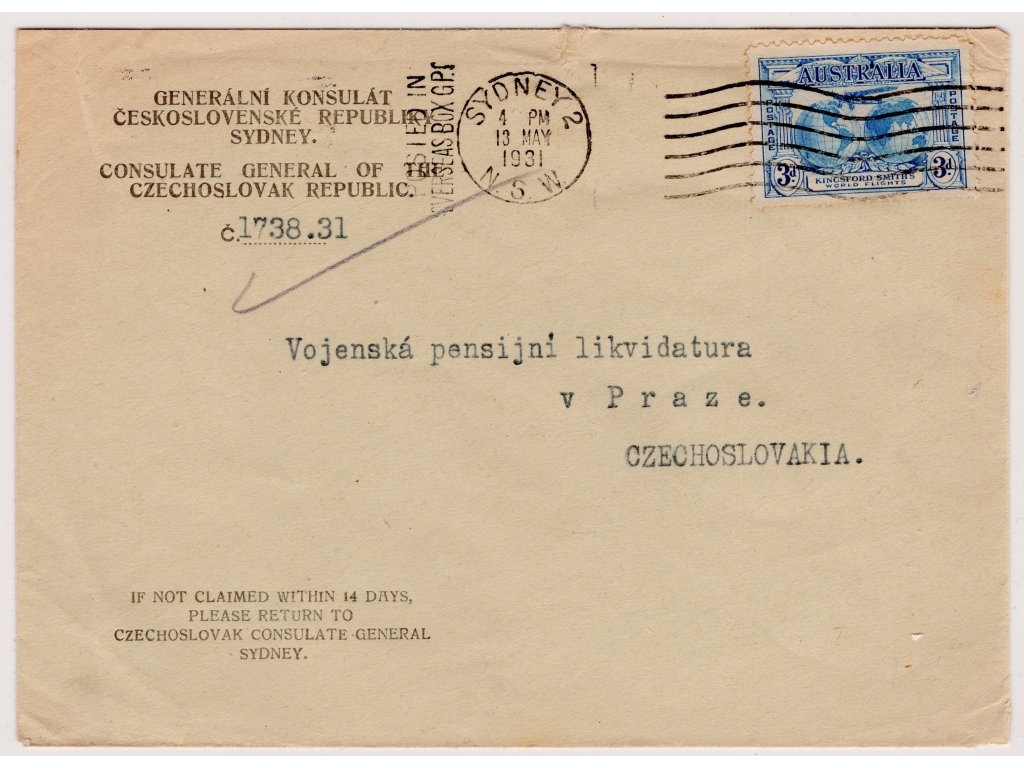 GENERÁLNÍ KONSULÁT
ČESKOSLOVENSKÉ REPUBLIKY
SYDNEY.
CONSULATE GENERAL OF THE
CZECHOSLOVAK REPUBLIC.
Č. 1738.31
POSTED IN
OVERSEAS BOX G.P.O
SYDNEY 2
4 PM
13 MAY
1931
N.S.W
AUSTRALIA
POSTAGE
POSTAGE
3d
3d
KINGSFORD SMITH'S
WORLD FLIGHTS
Vojenská pensijní likvidatura
v Praze.
CZECHOSLOVAKIA.
IF NOT CLAIMED WITHIN 14 DAYS,
PLEASE RETURN TO
CZECHOSLOVAK CONSULATE-GENERAL
SYDNEY.